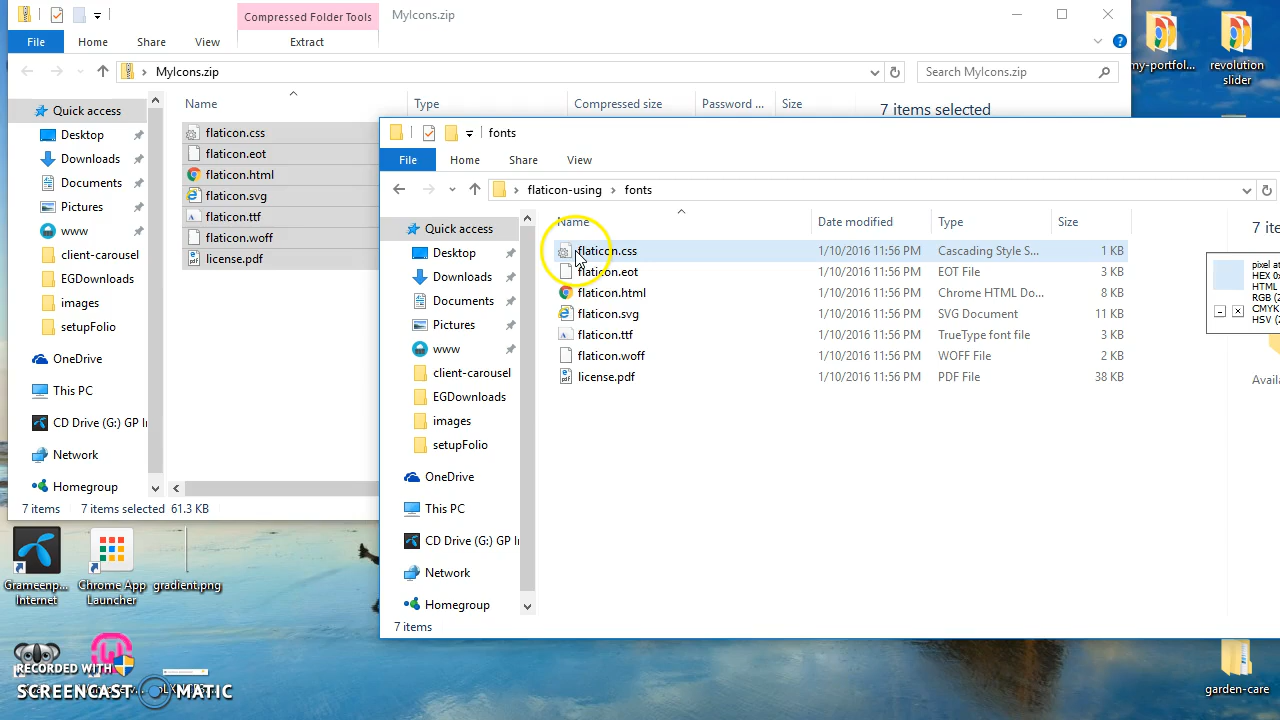 Compressed Folder Tools
MyIcons.zip
File
Home
Share
View
Extract
MyIcons.zip
Search MyIcons.zip
Quick access
Desktop
Downloads
Documents
Pictures
www
client-carousel
EGDownloads
images
setupFolio
OneDrive
This PC
CD Drive (G:) GP I
Network
Homegroup
Name
Type
Compressed size
Password ...
Size
flaticon.css
flaticon.eot
flaticon.html
flaticon.svg
flaticon.ttf
flaticon.woff
license.pdf
7 items selected
7 items
7 items selected 61.3 KB
fonts
File
Home
Share
View
flaticon-using
fonts
Quick access
Desktop
Downloads
Documents
Pictures
www
client-carousel
EGDownloads
images
setupFolio
OneDrive
This PC
CD Drive (G:) GP I
Network
Homegroup
Name
Date modified
Type
Size
flaticon.css 1/10/2016 11:56 PM Cascading Style S... 1 KB
flaticon.eot 1/10/2016 11:56 PM EOT File 3 KB
flaticon.html 1/10/2016 11:56 PM Chrome HTML Do... 8 KB
flaticon.svg 1/10/2016 11:56 PM SVG Document 11 KB
flaticon.ttf 1/10/2016 11:56 PM TrueType font file 3 KB
flaticon.woff 1/10/2016 11:56 PM WOFF File 2 KB
license.pdf 1/10/2016 11:56 PM PDF File 38 KB
7 items
7 ite
Availa
pixel at
HEX 0x
HTML
RGB (2
CMYK
HSV (
my-portfol...
revolution
slider
garden-care
Grameenp...
Internet
Chrome App
Launcher
gradient.png
RECORDED WITH
SCREENCAST MATIC